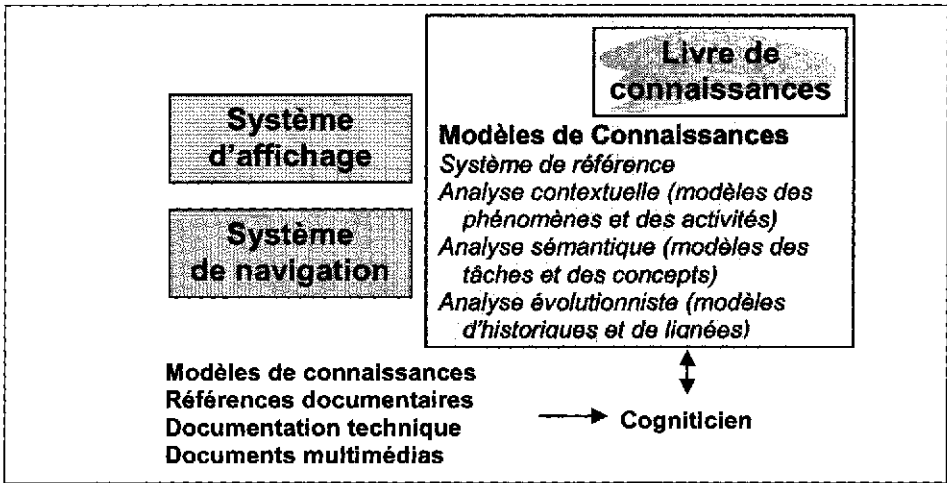 Livre de
connaissances
Système
d'affichage
Système
de navigation
Modèles de Connaissances
Système de référence
Analyse contextuelle (modèles des
phénomènes et des activités)
Analyse sémantique (modèles des
tâches et des concepts)
Analyse évolutionniste (modèles
d'historiques et de lignées)
Modèles de connaissances
Références documentaires
Documentation technique
Documents multimédias
Cogniticien